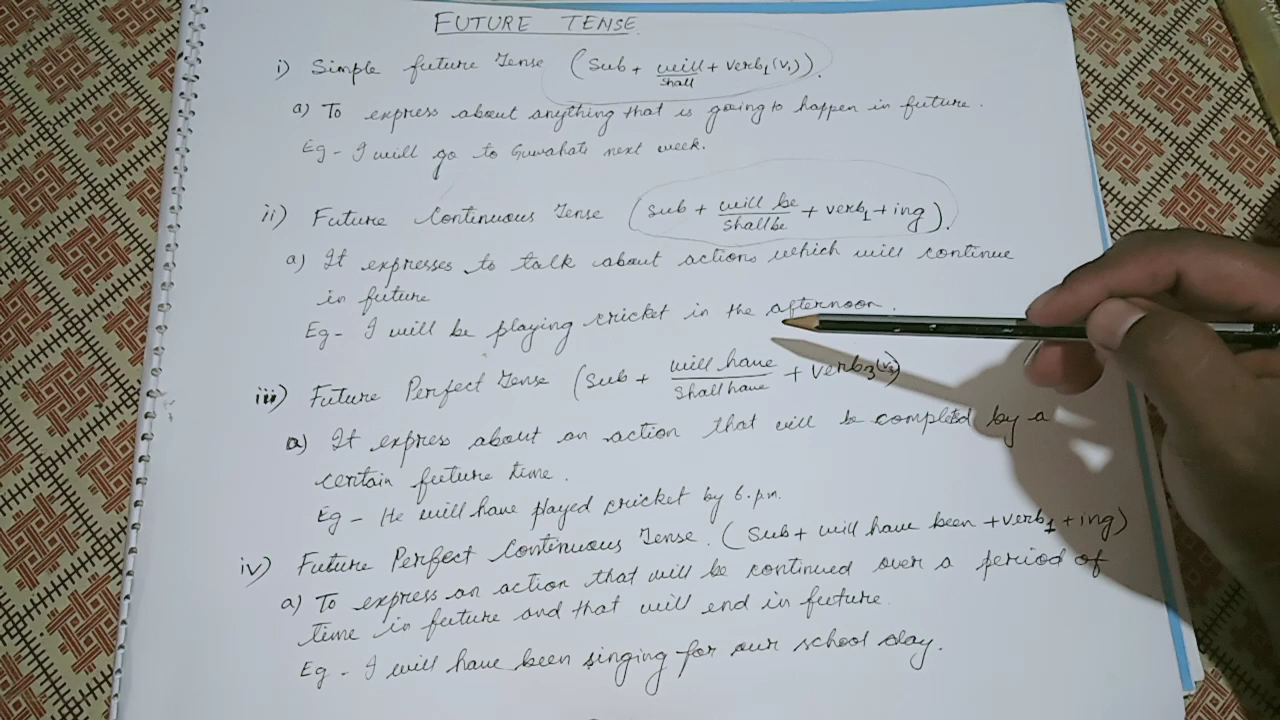 FUTURE TENSE
i) Simple future Tense (Sub + will/shall + verb1(V1)).
a) To express about anything that is going to happen in future.
Eg - I will go to Guwahati next week.
ii) Future Continuous Tense (sub + will be/shall be + verb1 + ing).
a) It expresses to talk about actions which will continue
in future
Eg - I will be playing cricket in the afternoon.
iii) Future Perfect Tense (sub + will have/shall have + verb3(V3)
a) It express about an action that will be completed by a
certain future time.
Eg - He will have played cricket by 6. p.m.
iv) Future Perfect Continuous Tense. (Sub + will have been + verb1 + ing)
a) To express an action that will be continued over a period of
time in future and that will end in future.
Eg - I will have been singing for our school day.